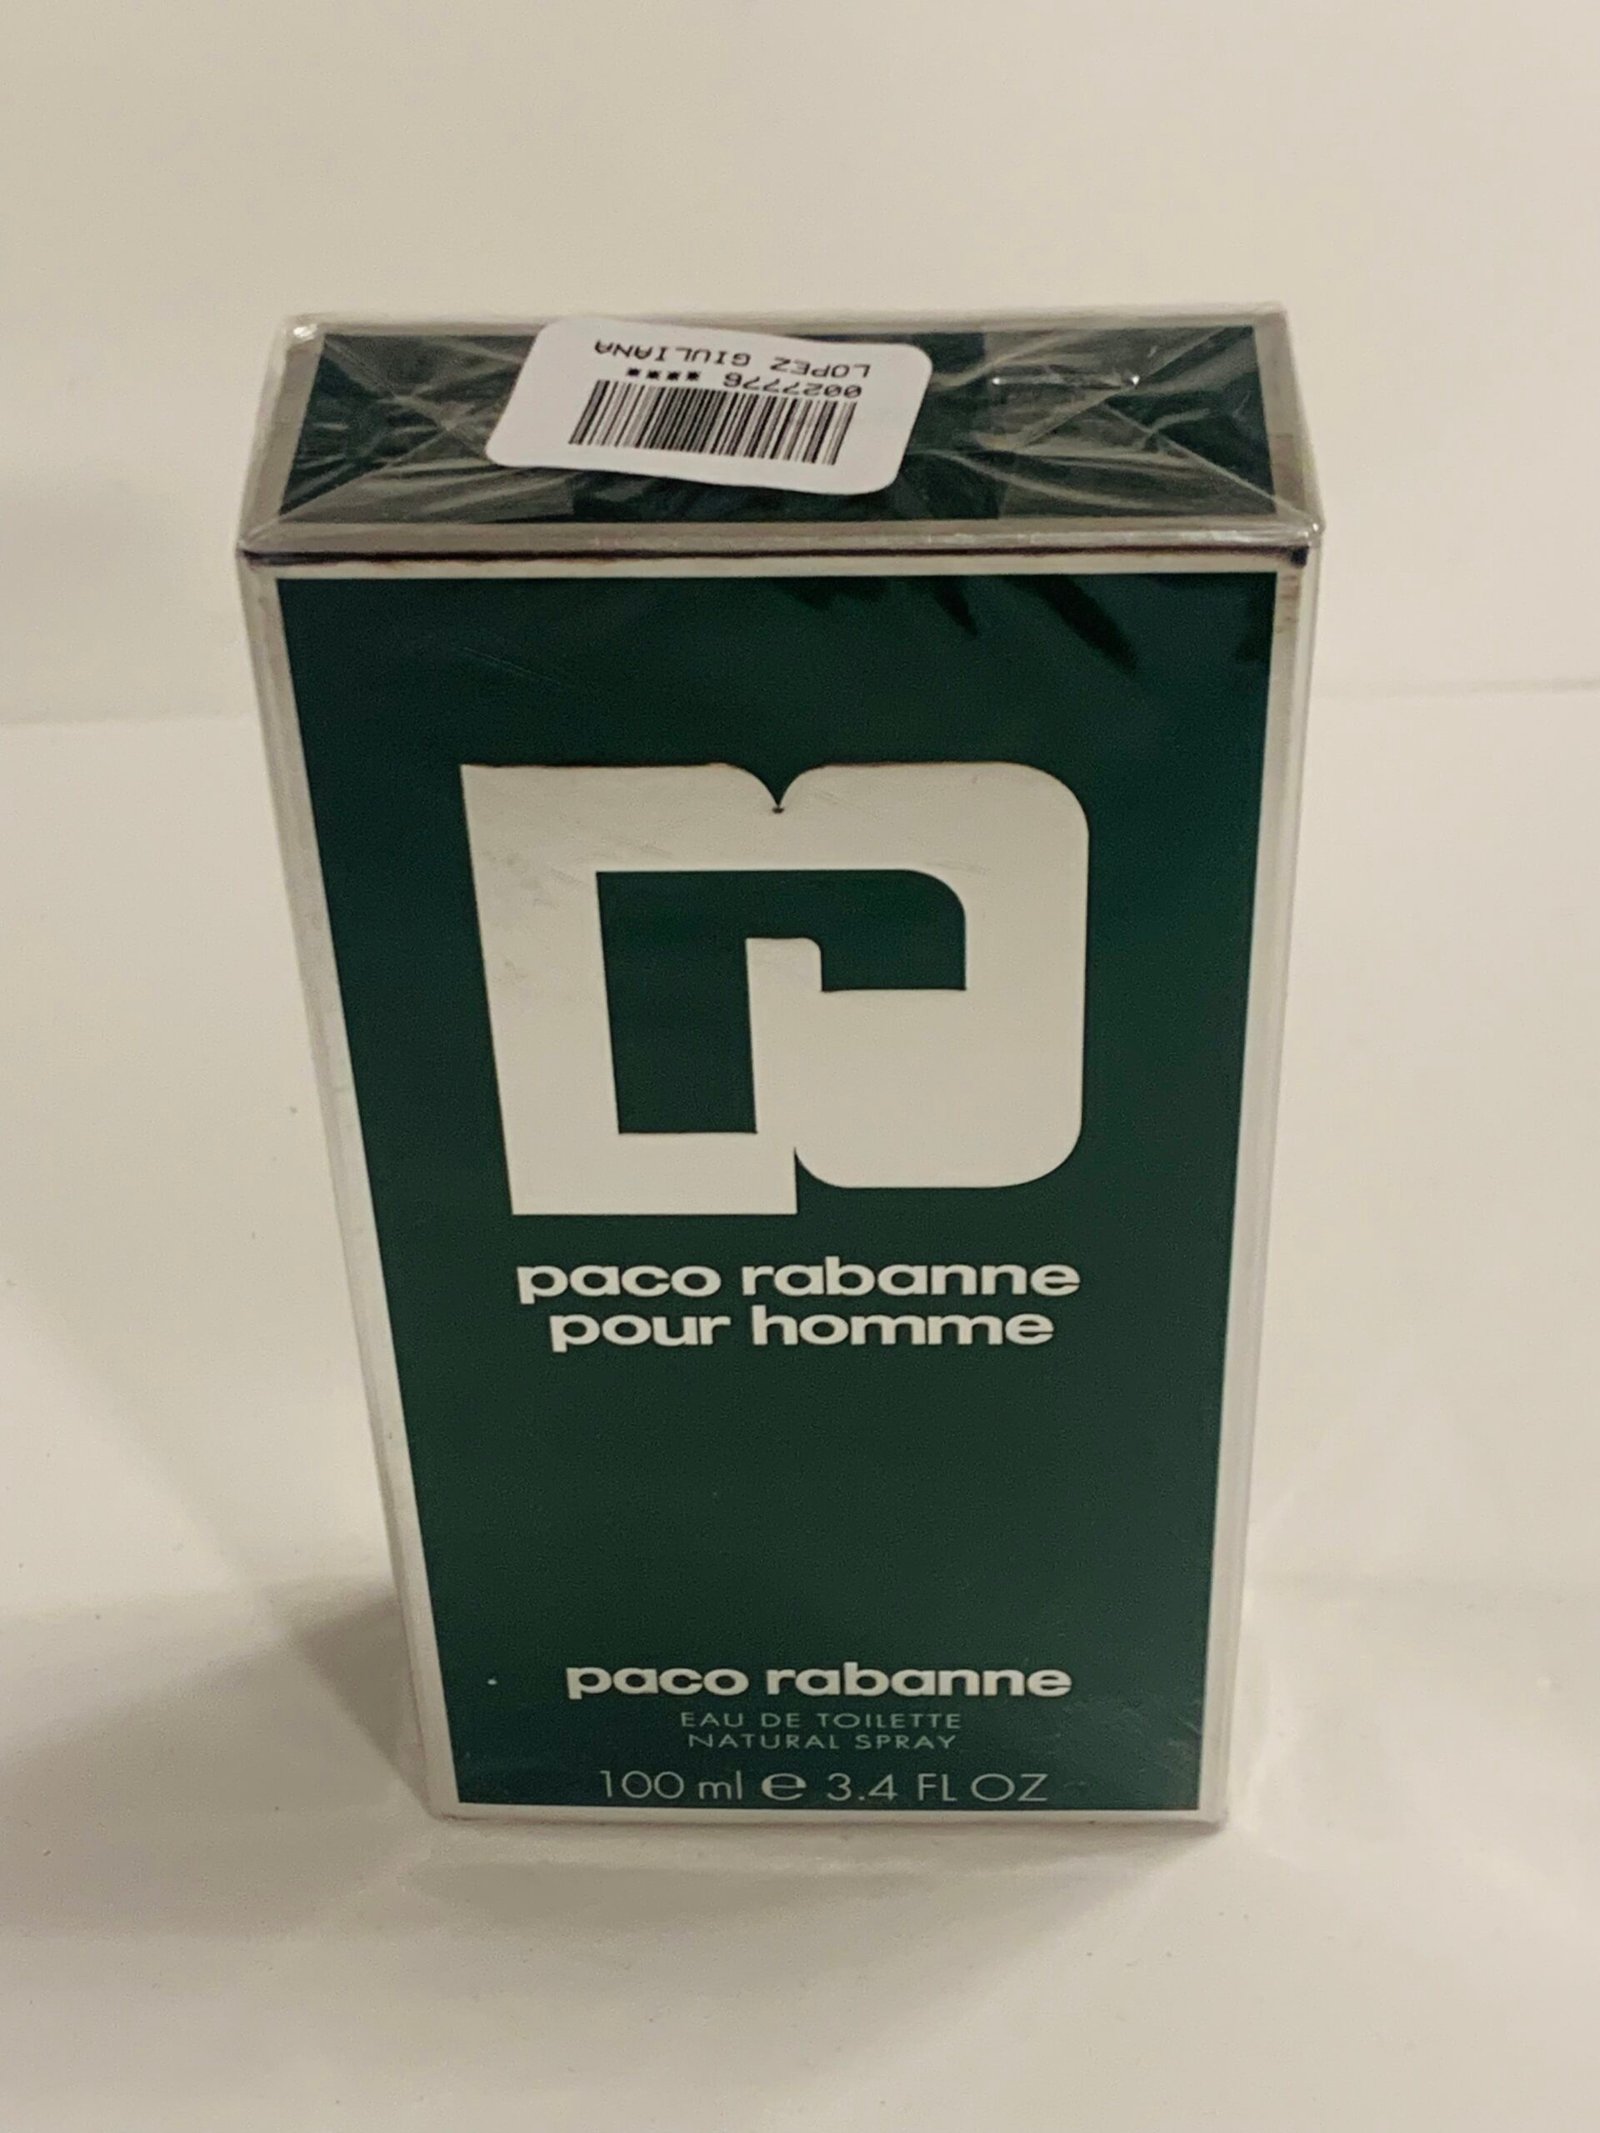 LOPEZ GIULIANA
0027776 ****
paco rabanne
pour homme
paco rabanne
EAU DE TOILETTE
NATURAL SPRAY
100 ml e 3.4 FL OZ